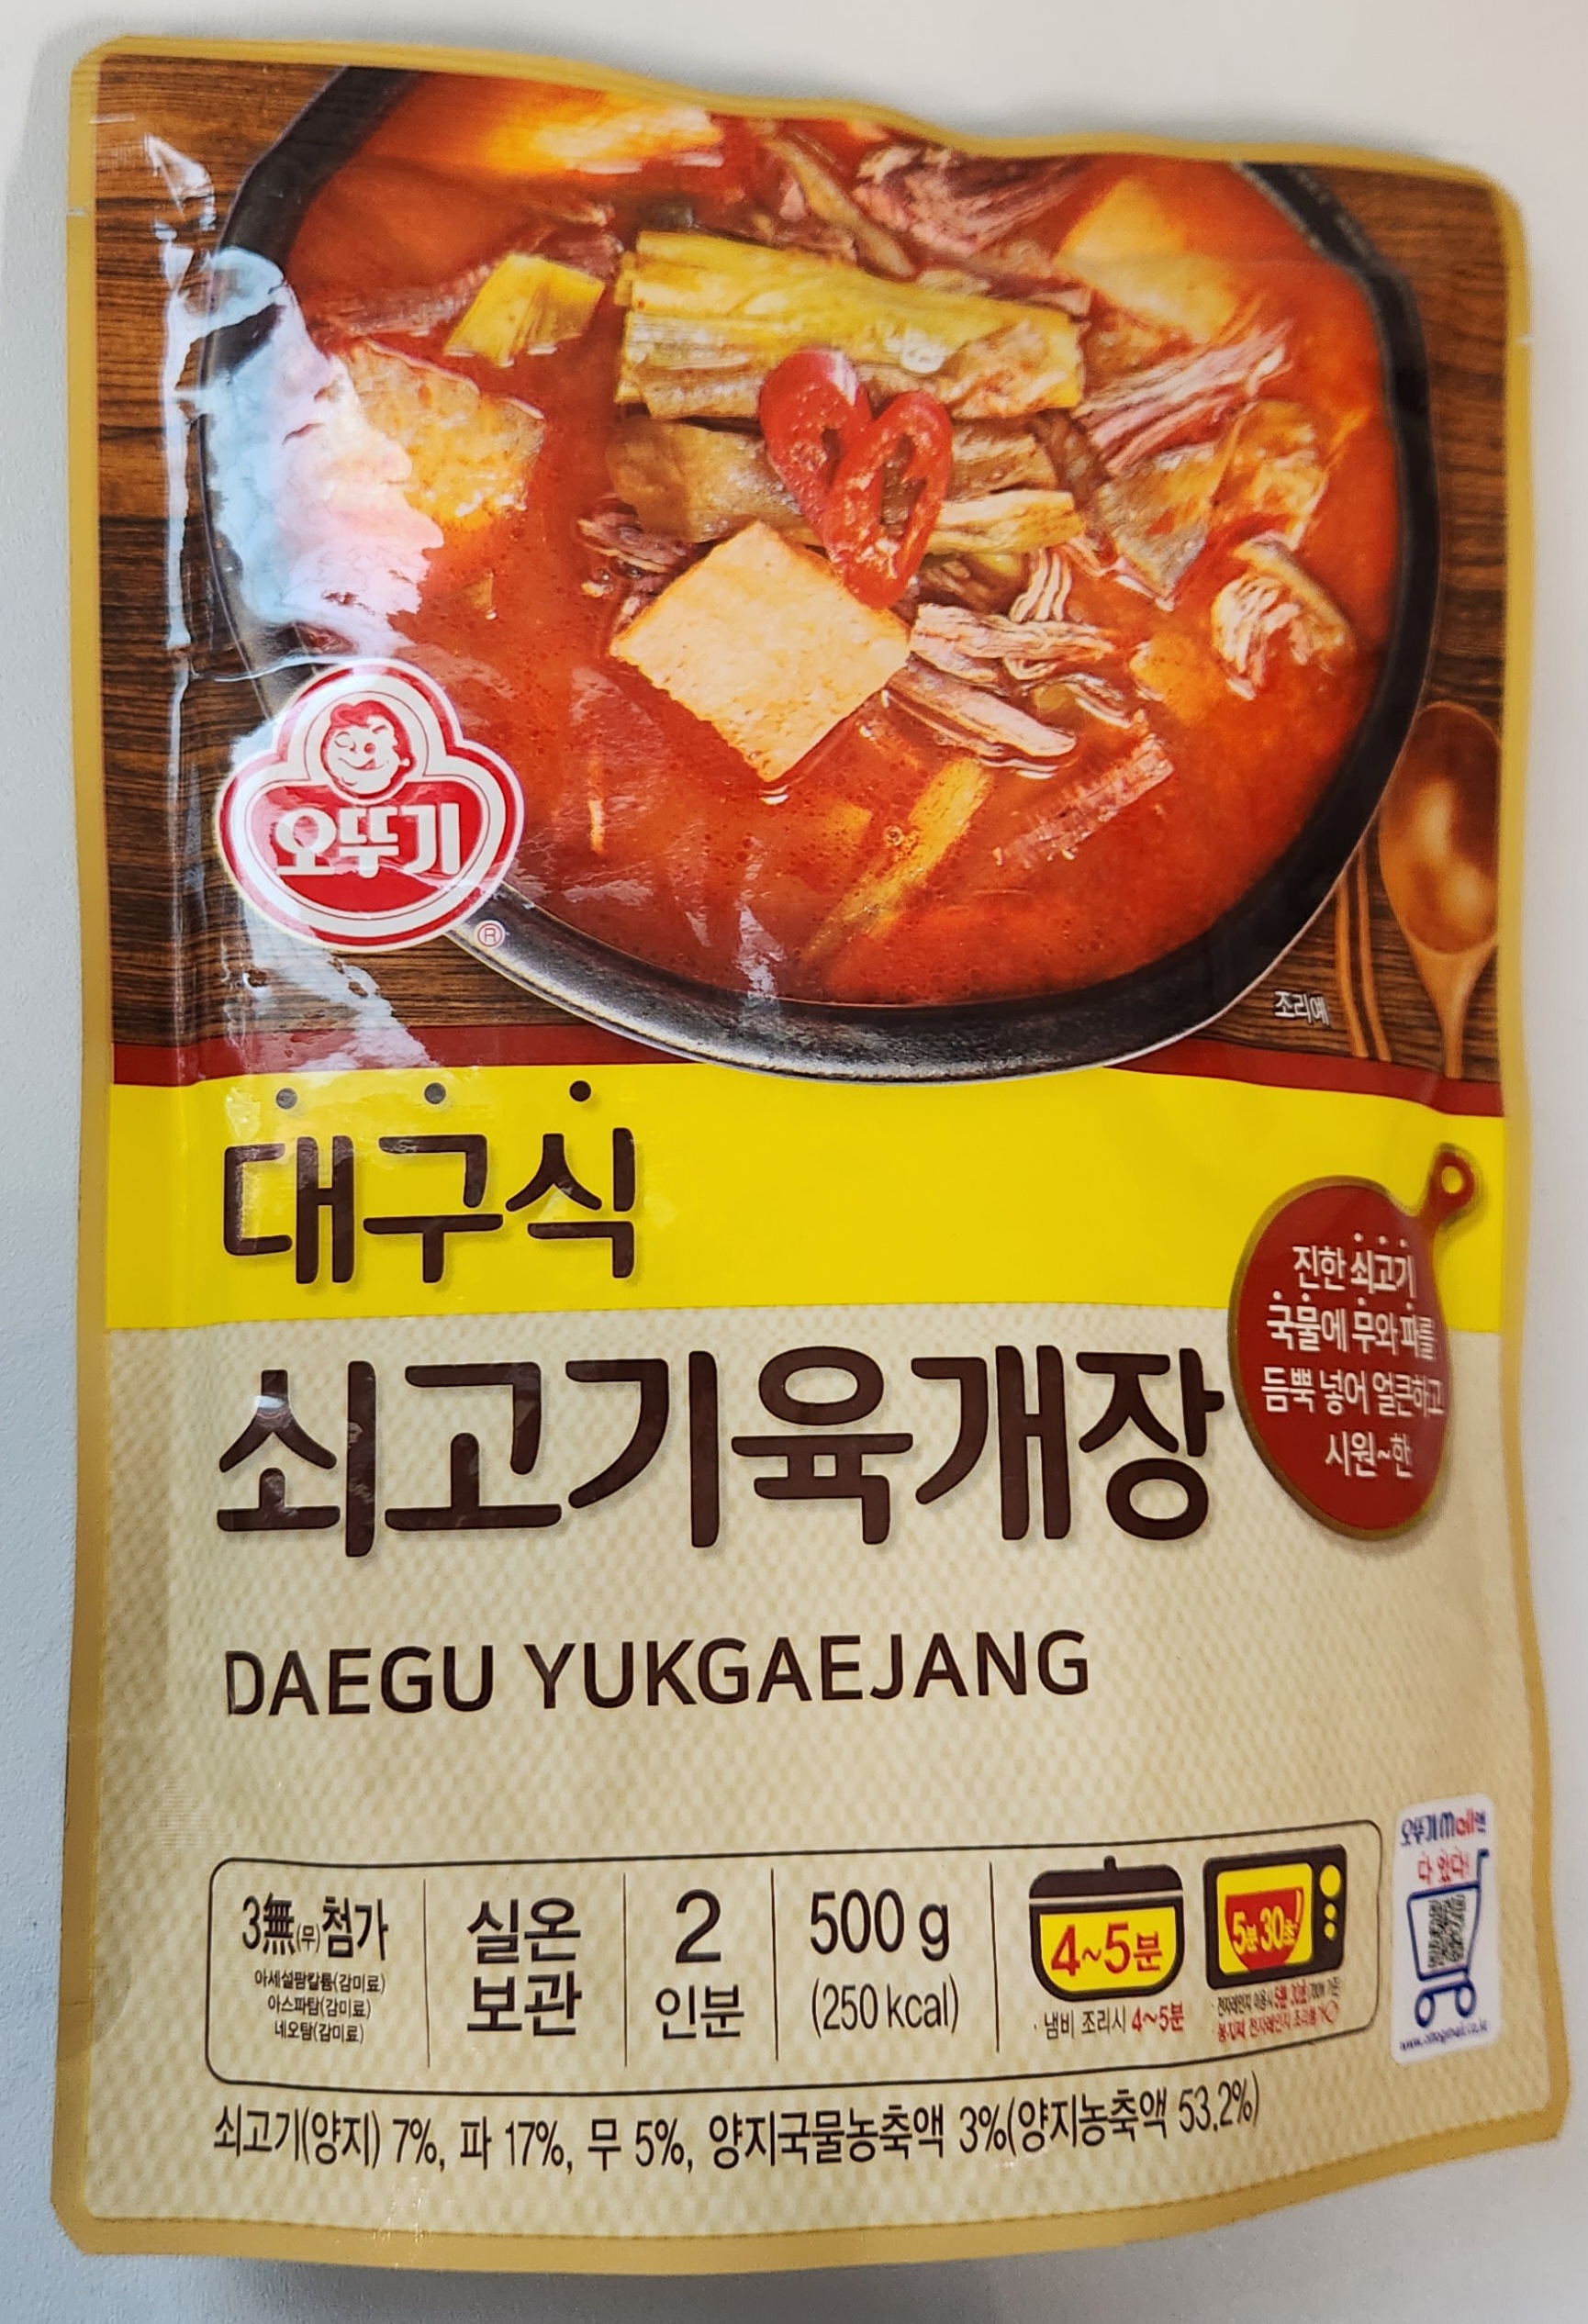 오뚜기
®
조리예
대구식
쇠고기육개장
진한 쇠고기
국물에 무와 파를
듬뿍 넣어 얼큰하고
시원~한
DAEGU YUKGAEJANG
3無(무)첨가
아세설팜칼륨(감미료)
아스파탐(감미료)
네오탐(감미료)
실온
보관
2
인분
500 g
(250 kcal)
4~5분
· 냄비 조리시 4~5분
5분 30초
오뚜기mall엔
다 있다!
쇠고기(양지) 7%, 파 17%, 무 5%, 양지국물농축액 3%(양지농축액 53.2%)